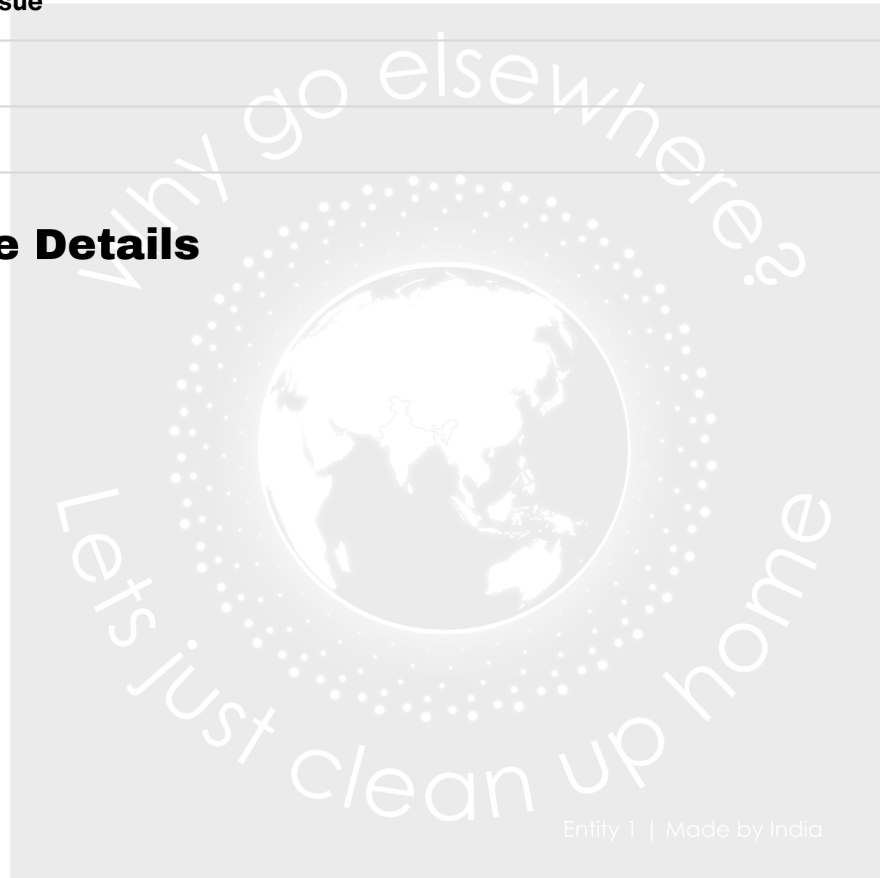 sue
Why go elsewhere?
e Details
Lets just clean up home
Entity 1 | Made by India